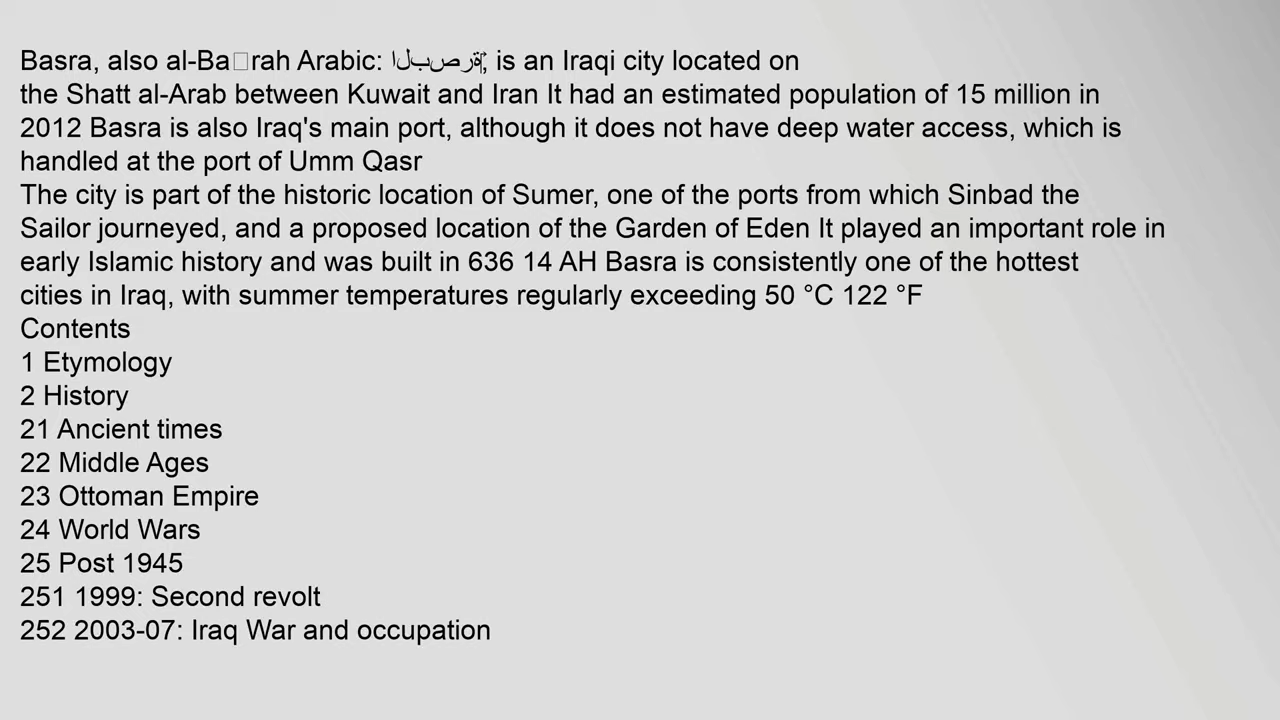 Basra, also al-Ba□rah Arabic: البصرة‎; is an Iraqi city located on
the Shatt al-Arab between Kuwait and Iran It had an estimated population of 15 million in
2012 Basra is also Iraq's main port, although it does not have deep water access, which is
handled at the port of Umm Qasr
The city is part of the historic location of Sumer, one of the ports from which Sinbad the
Sailor journeyed, and a proposed location of the Garden of Eden It played an important role in
early Islamic history and was built in 636 14 AH Basra is consistently one of the hottest
cities in Iraq, with summer temperatures regularly exceeding 50 °C 122 °F
Contents
1 Etymology
2 History
21 Ancient times
22 Middle Ages
23 Ottoman Empire
24 World Wars
25 Post 1945
251 1999: Second revolt
252 2003-07: Iraq War and occupation